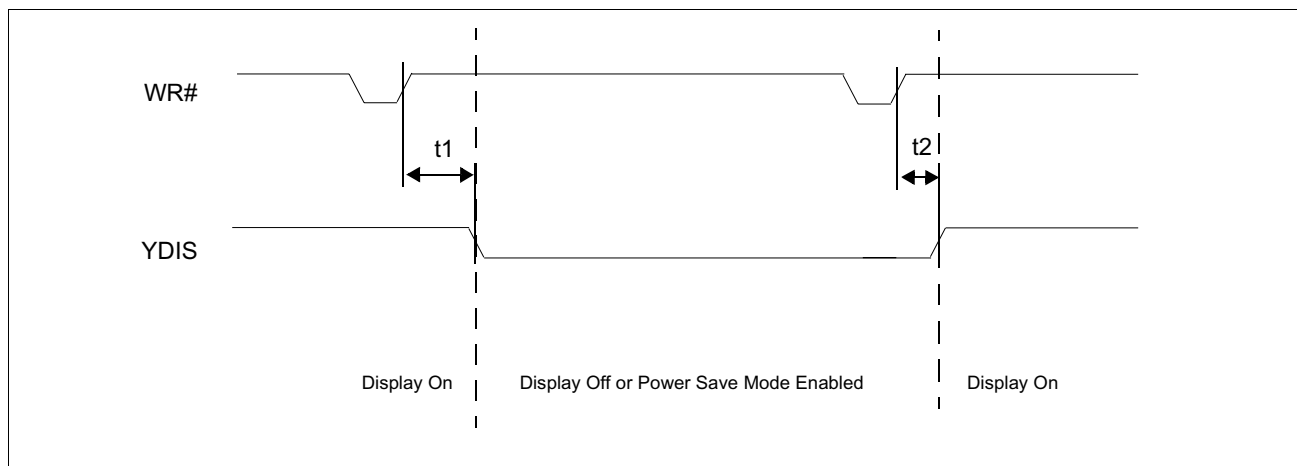 WR#
t1
t2
YDIS
Display On
Display Off or Power Save Mode Enabled
Display On